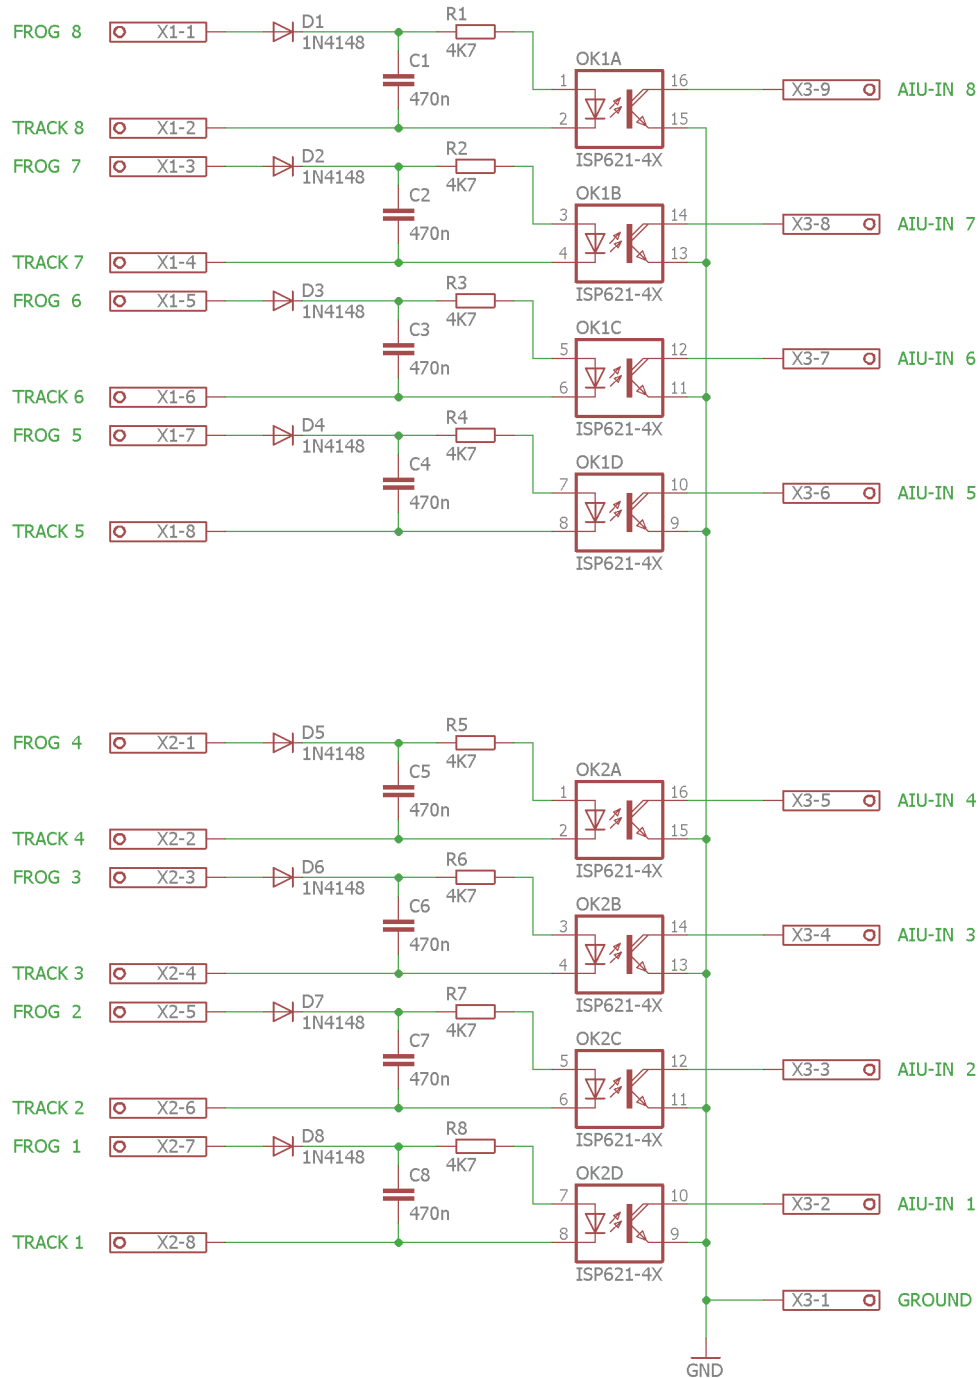 FROG 8 X1-1 D1 1N4148 R1 4K7
C1 470n
OK1A 1 16 2 15 ISP621-4X
X3-9 AIU-IN 8
TRACK 8 X1-2
FROG 7 X1-3 D2 1N4148 R2 4K7
C2 470n
OK1B 3 14 4 13 ISP621-4X
X3-8 AIU-IN 7
TRACK 7 X1-4
FROG 6 X1-5 D3 1N4148 R3 4K7
C3 470n
OK1C 5 12 6 11 ISP621-4X
X3-7 AIU-IN 6
TRACK 6 X1-6
FROG 5 X1-7 D4 1N4148 R4 4K7
C4 470n
OK1D 7 10 8 9 ISP621-4X
X3-6 AIU-IN 5
TRACK 5 X1-8
FROG 4 X2-1 D5 1N4148 R5 4K7
C5 470n
OK2A 1 16 2 15 ISP621-4X
X3-5 AIU-IN 4
TRACK 4 X2-2
FROG 3 X2-3 D6 1N4148 R6 4K7
C6 470n
OK2B 3 14 4 13 ISP621-4X
X3-4 AIU-IN 3
TRACK 3 X2-4
FROG 2 X2-5 D7 1N4148 R7 4K7
C7 470n
OK2C 5 12 6 11 ISP621-4X
X3-3 AIU-IN 2
TRACK 2 X2-6
FROG 1 X2-7 D8 1N4148 R8 4K7
C8 470n
OK2D 7 10 8 9 ISP621-4X
X3-2 AIU-IN 1
TRACK 1 X2-8
X3-1 GROUND
GND